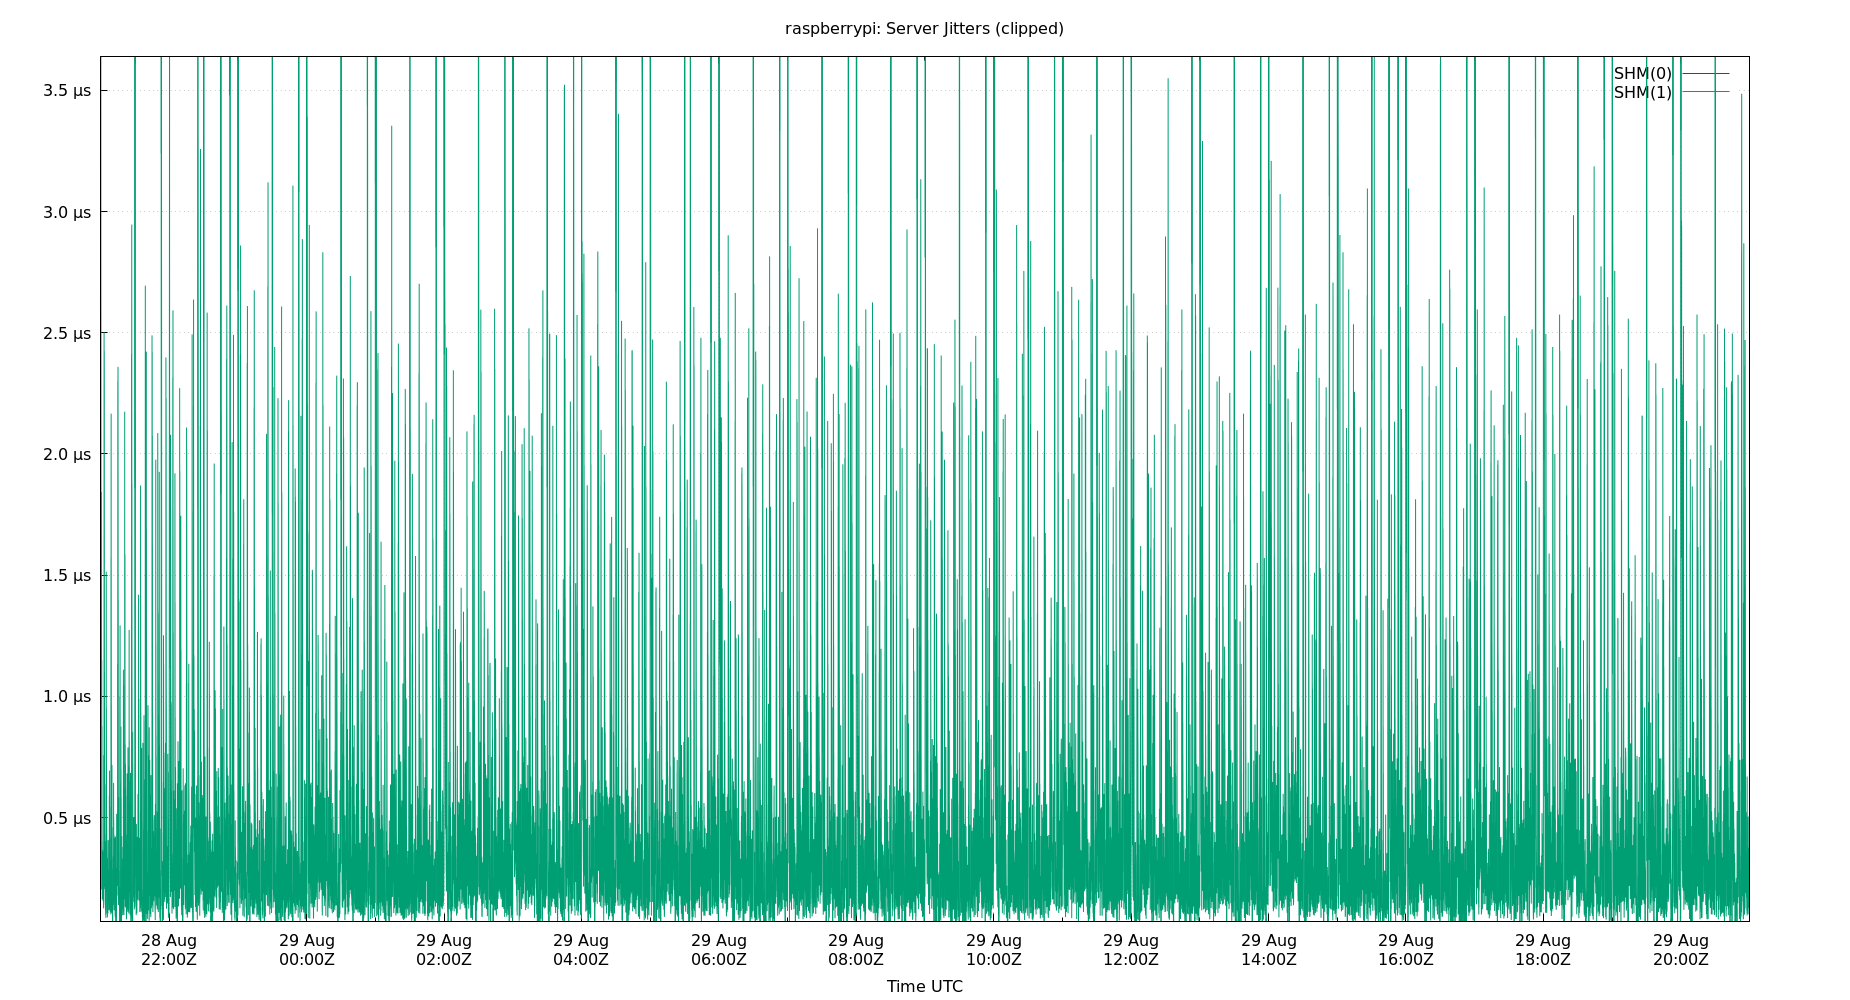 raspberrypi: Server Jitters (clipped)
SHM(0)
SHM(1)
3.5 µs
3.0 µs
2.5 µs
2.0 µs
1.5 µs
1.0 µs
0.5 µs
28 Aug 29 Aug 29 Aug 29 Aug 29 Aug 29 Aug 29 Aug 29 Aug 29 Aug 29 Aug 29 Aug 29 Aug
22:00Z 00:00Z 02:00Z 04:00Z 06:00Z 08:00Z 10:00Z 12:00Z 14:00Z 16:00Z 18:00Z 20:00Z
Time UTC